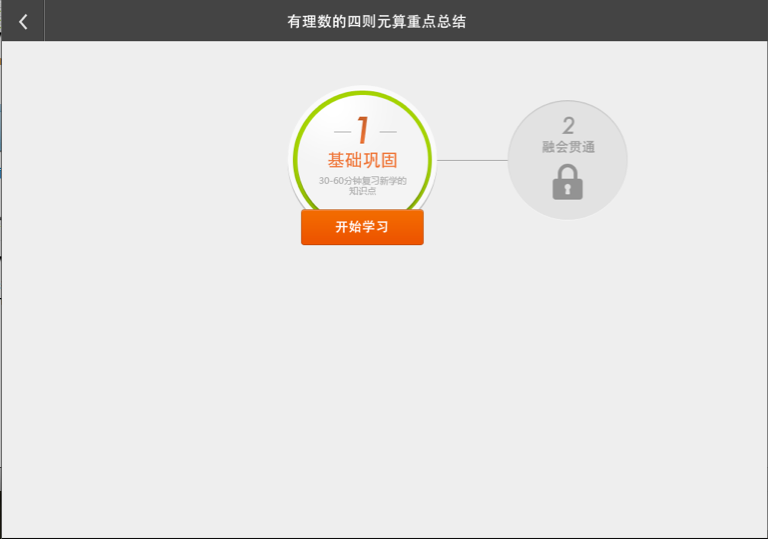 有理数的四则元算重点总结
1
基础巩固
30-60分钟复习新学的
知识点
开始学习
2
融会贯通